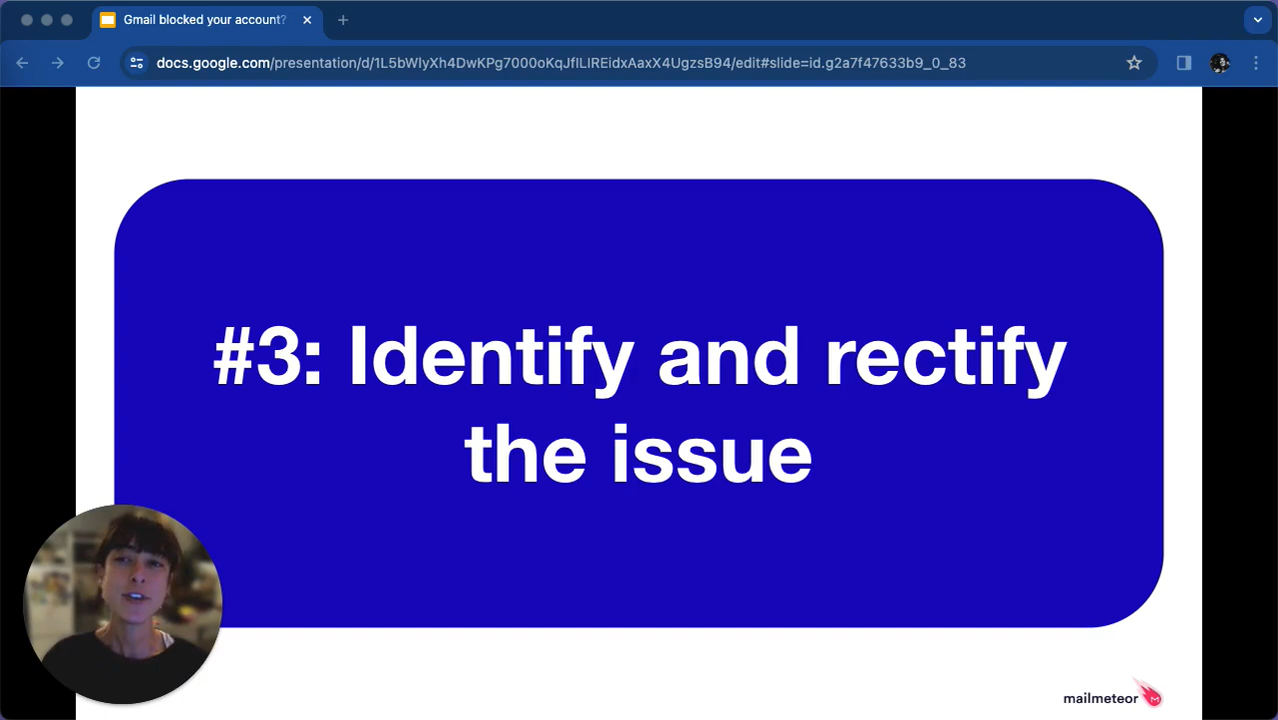 Gmail blocked your account?
docs.google.com/presentation/d/1L5bWIyXh4DwKPg7000oKqJflLIREidxAaxX4UgzsB94/edit#slide=id.g2a7f47633b9_0_83
#3: Identify and rectify
the issue
mailmeteor